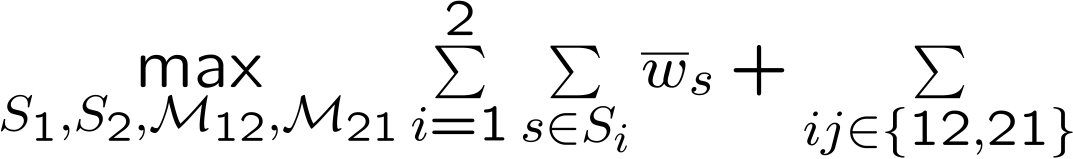 $\max_{S_1,S_2,\mathcal{M}_{12},\mathcal{M}_{21}} \sum_{i=1}^{2} \sum_{s \in S_i} \overline{w}_s + \sum_{ij \in \{12,21\}}$